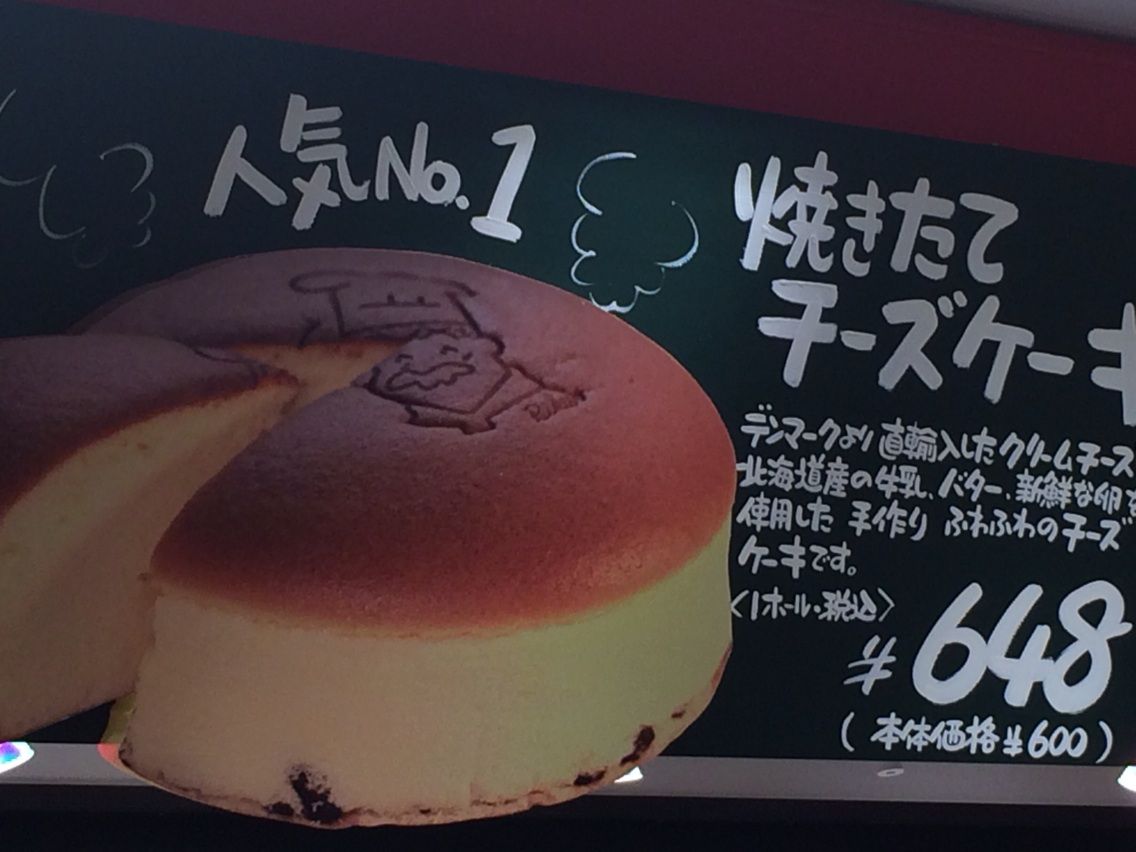 人気No.1
焼きたて
チーズケーキ
デンマークより直輸入したクリームチーズ
北海道産の牛乳、バター、新鮮な卵を
使用した 手作り ふわふわのチーズ
ケーキです。
〈1ホール・税込〉
¥648
(本体価格¥600)